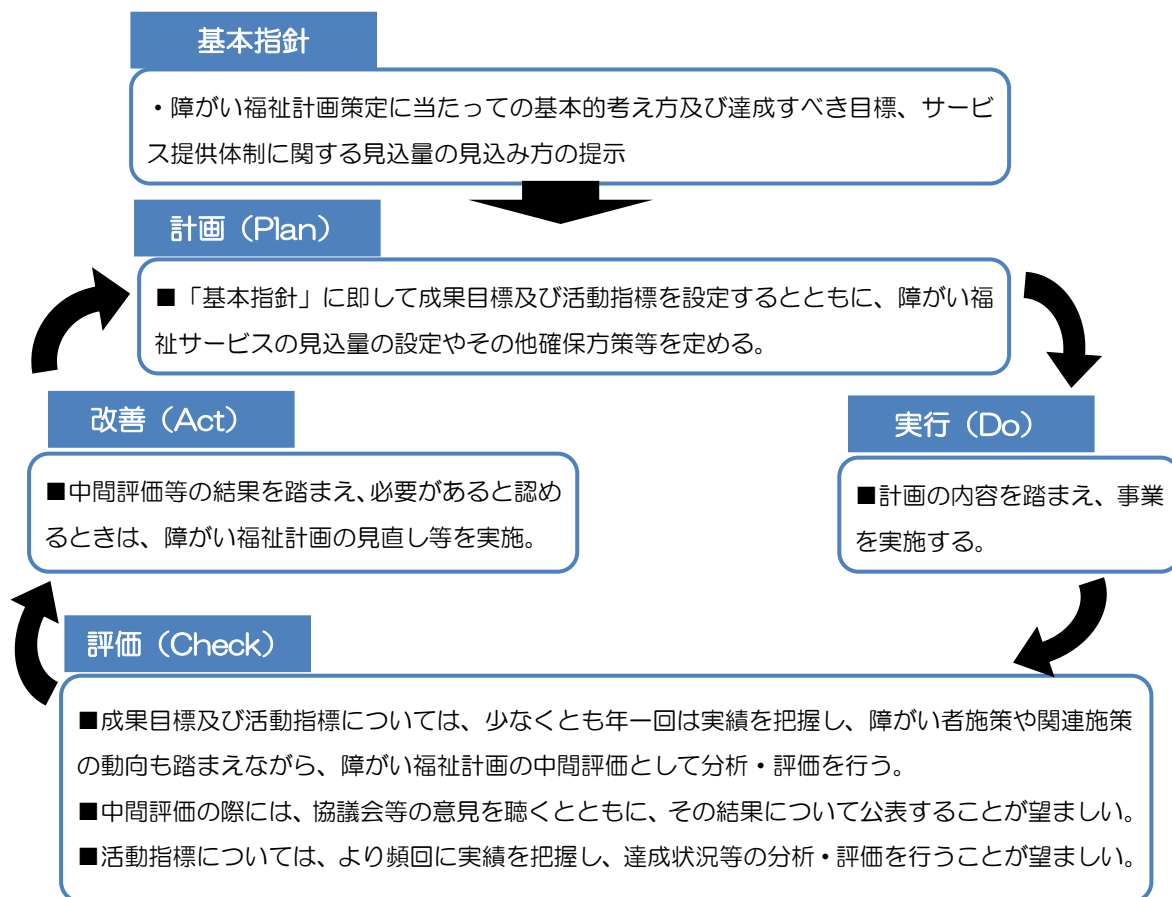 基本指針
・障がい福祉計画策定に当たっての基本的考え方及び達成すべき目標、サービ
ス提供体制に関する見込量の見込み方の提示
計画（Plan）
■「基本指針」に即して成果目標及び活動指標を設定するとともに、障がい福
祉サービスの見込量の設定やその他確保方策等を定める。
改善（Act）
■中間評価等の結果を踏まえ、必要があると認め
るときは、障がい福祉計画の見直し等を実施。
実行（Do）
■計画の内容を踏まえ、事業
を実施する。
評価（Check）
■成果目標及び活動指標については、少なくとも年一回は実績を把握し、障がい者施策や関連施策
の動向も踏まえながら、障がい福祉計画の中間評価として分析・評価を行う。
■中間評価の際には、協議会等の意見を聴くとともに、その結果について公表することが望ましい。
■活動指標については、より頻回に実績を把握し、達成状況等の分析・評価を行うことが望ましい。